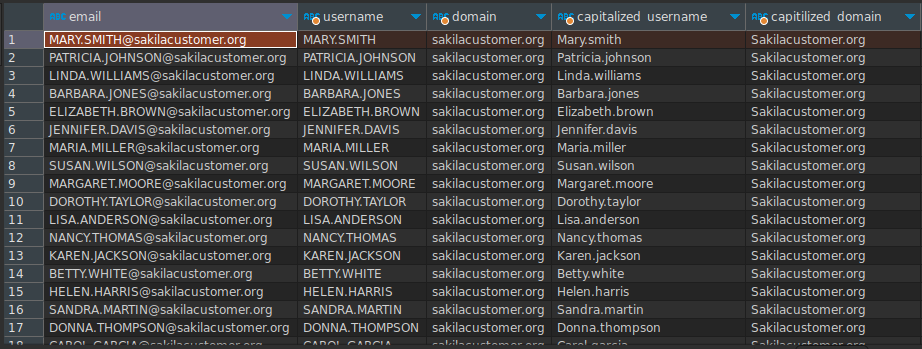 email username domain capitalized_username capitilized_domain
1 MARY.SMITH@sakilacustomer.org MARY.SMITH sakilacustomer.org Mary.smith Sakilacustomer.org
2 PATRICIA.JOHNSON@sakilacustomer.org PATRICIA.JOHNSON sakilacustomer.org Patricia.johnson Sakilacustomer.org
3 LINDA.WILLIAMS@sakilacustomer.org LINDA.WILLIAMS sakilacustomer.org Linda.williams Sakilacustomer.org
4 BARBARA.JONES@sakilacustomer.org BARBARA.JONES sakilacustomer.org Barbara.jones Sakilacustomer.org
5 ELIZABETH.BROWN@sakilacustomer.org ELIZABETH.BROWN sakilacustomer.org Elizabeth.brown Sakilacustomer.org
6 JENNIFER.DAVIS@sakilacustomer.org JENNIFER.DAVIS sakilacustomer.org Jennifer.davis Sakilacustomer.org
7 MARIA.MILLER@sakilacustomer.org MARIA.MILLER sakilacustomer.org Maria.miller Sakilacustomer.org
8 SUSAN.WILSON@sakilacustomer.org SUSAN.WILSON sakilacustomer.org Susan.wilson Sakilacustomer.org
9 MARGARET.MOORE@sakilacustomer.org MARGARET.MOORE sakilacustomer.org Margaret.moore Sakilacustomer.org
10 DOROTHY.TAYLOR@sakilacustomer.org DOROTHY.TAYLOR sakilacustomer.org Dorothy.taylor Sakilacustomer.org
11 LISA.ANDERSON@sakilacustomer.org LISA.ANDERSON sakilacustomer.org Lisa.anderson Sakilacustomer.org
12 NANCY.THOMAS@sakilacustomer.org NANCY.THOMAS sakilacustomer.org Nancy.thomas Sakilacustomer.org
13 KAREN.JACKSON@sakilacustomer.org KAREN.JACKSON sakilacustomer.org Karen.jackson Sakilacustomer.org
14 BETTY.WHITE@sakilacustomer.org BETTY.WHITE sakilacustomer.org Betty.white Sakilacustomer.org
15 HELEN.HARRIS@sakilacustomer.org HELEN.HARRIS sakilacustomer.org Helen.harris Sakilacustomer.org
16 SANDRA.MARTIN@sakilacustomer.org SANDRA.MARTIN sakilacustomer.org Sandra.martin Sakilacustomer.org
17 DONNA.THOMPSON@sakilacustomer.org DONNA.THOMPSON sakilacustomer.org Donna.thompson Sakilacustomer.org